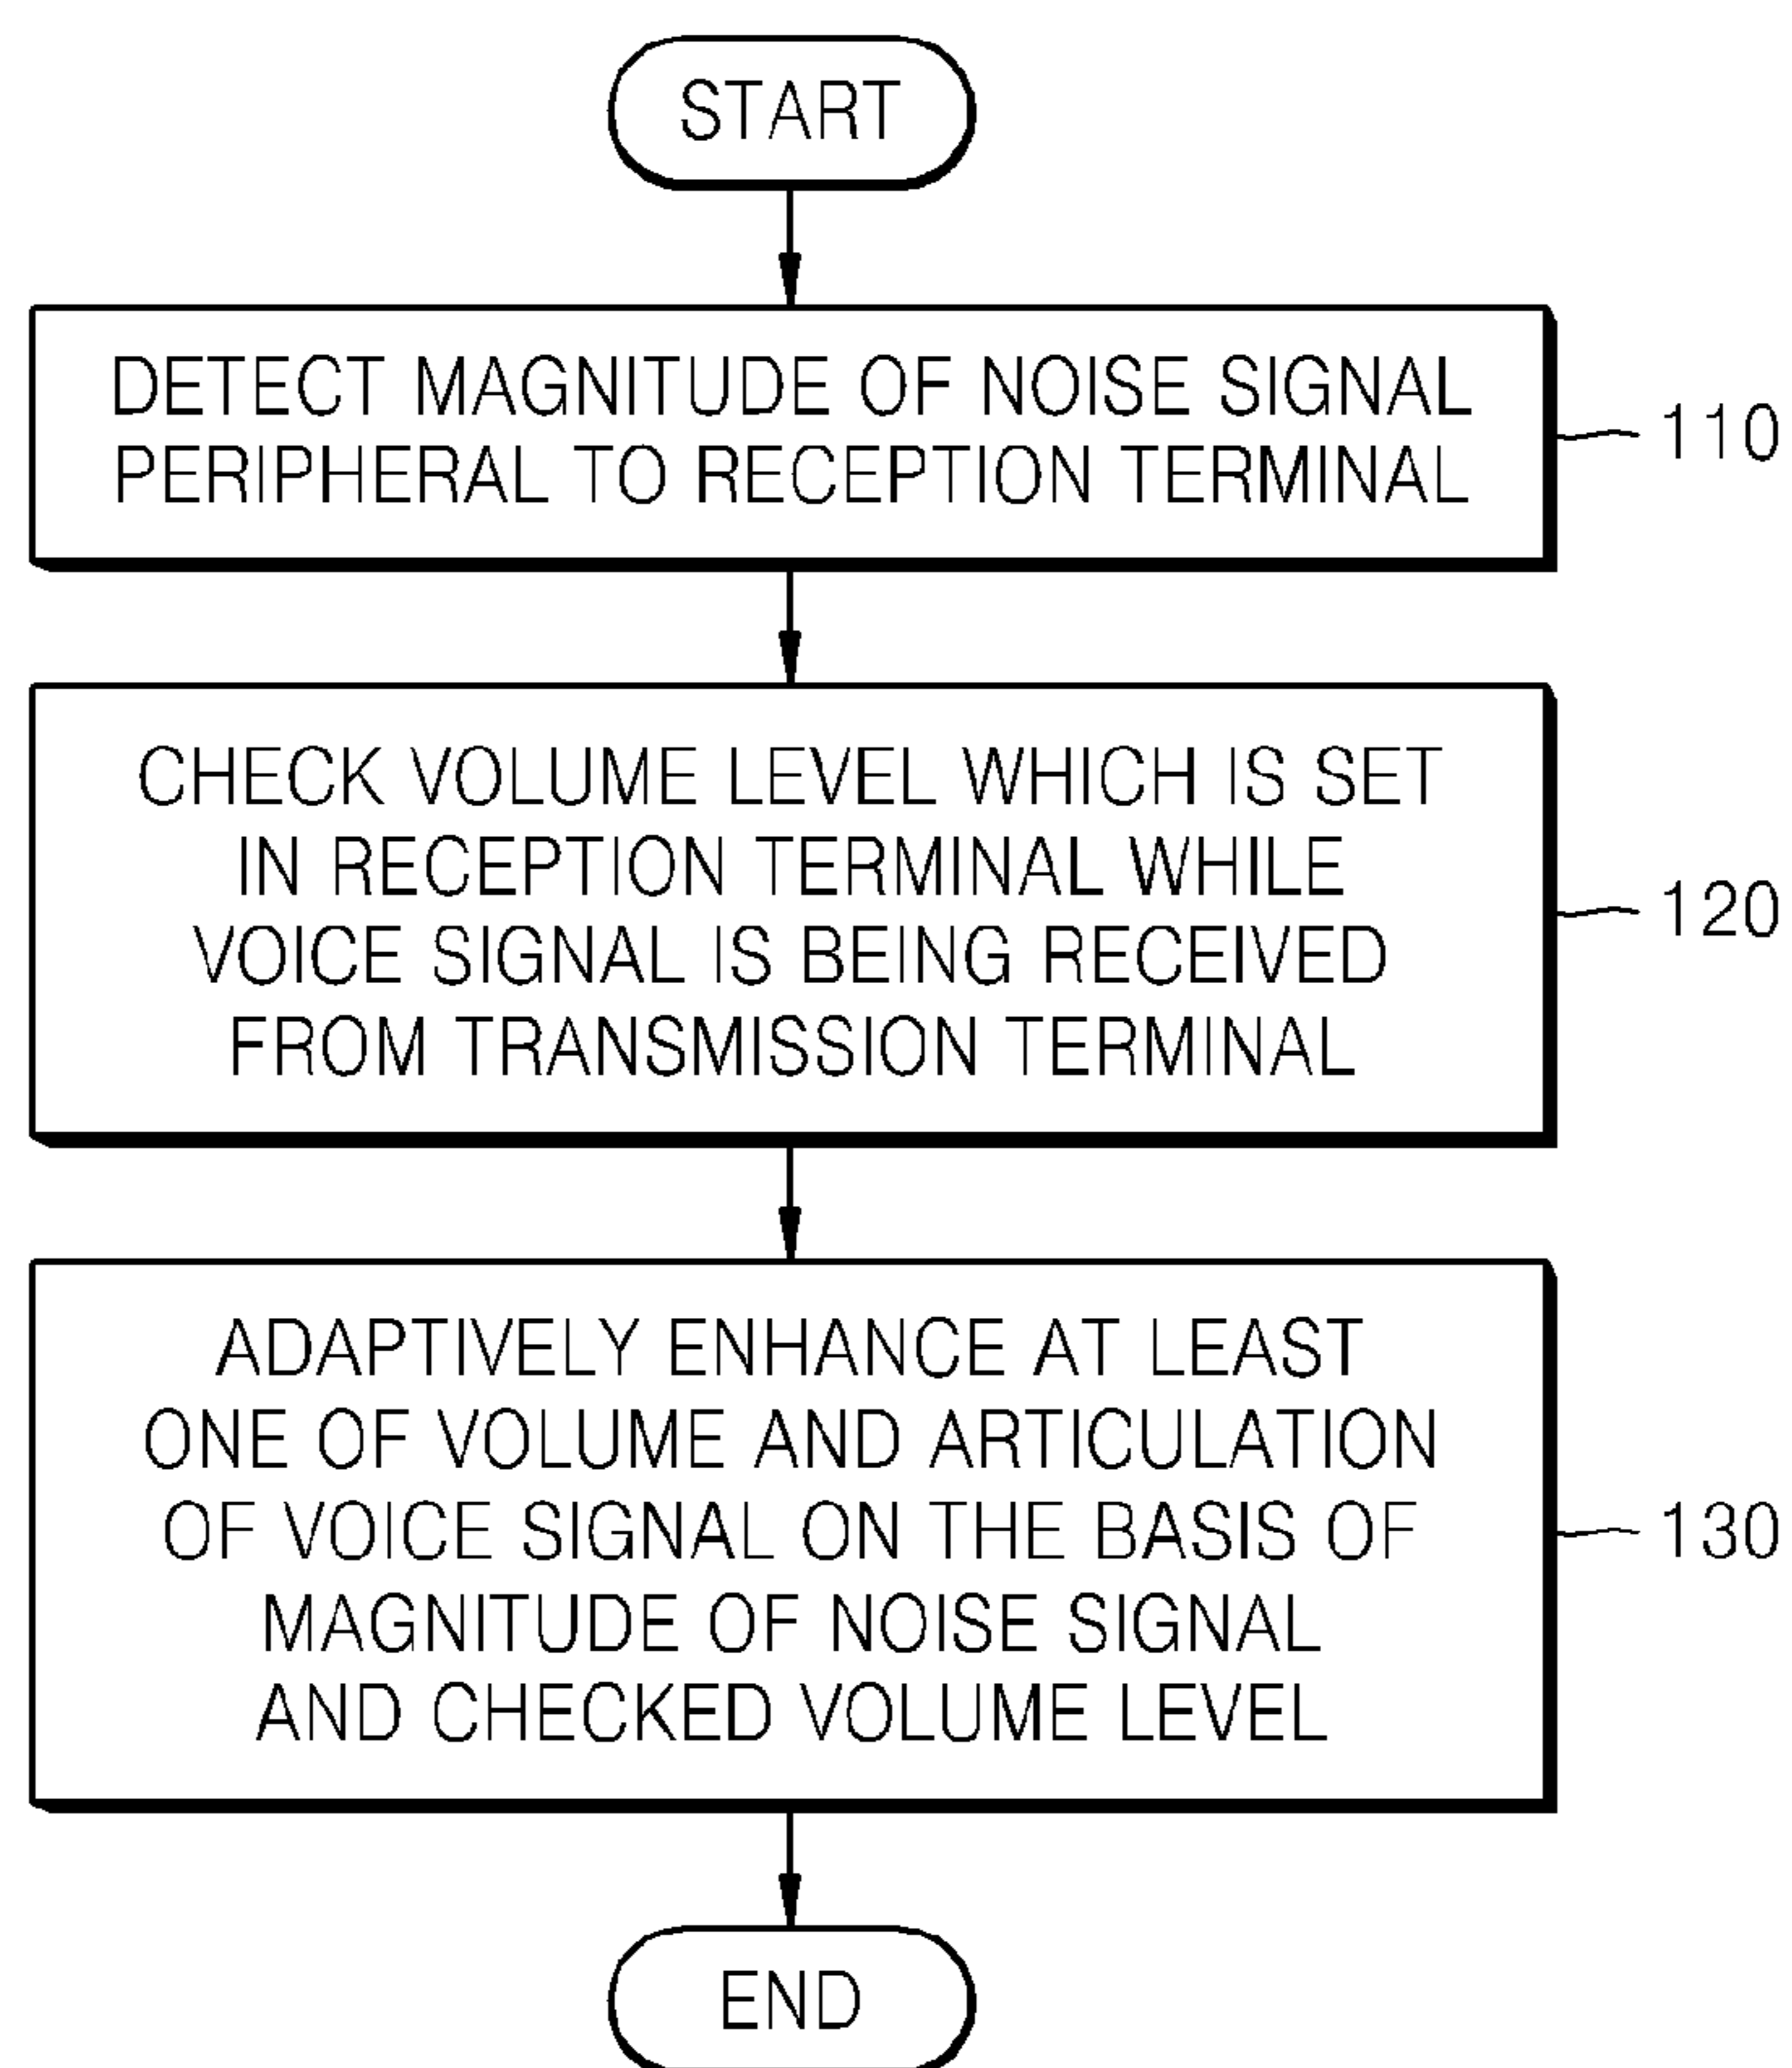 START
DETECT MAGNITUDE OF NOISE SIGNAL
PERIPHERAL TO RECEPTION TERMINAL
110
CHECK VOLUME LEVEL WHICH IS SET
IN RECEPTION TERMINAL WHILE
VOICE SIGNAL IS BEING RECEIVED
FROM TRANSMISSION TERMINAL
120
ADAPTIVELY ENHANCE AT LEAST
ONE OF VOLUME AND ARTICULATION
OF VOICE SIGNAL ON THE BASIS OF
MAGNITUDE OF NOISE SIGNAL
AND CHECKED VOLUME LEVEL
130
END